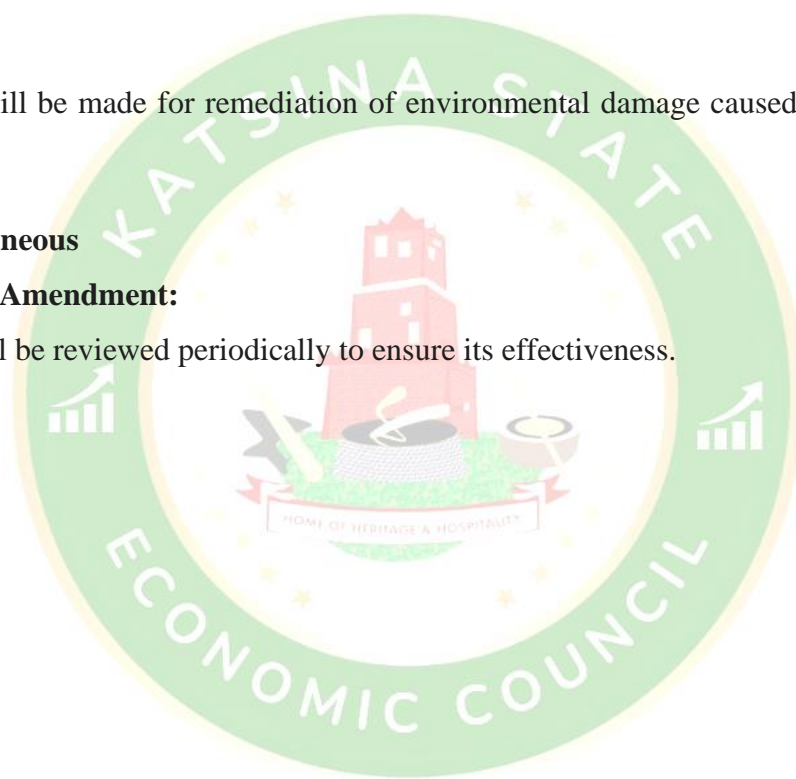 ill be made for remediation of environmental damage caused
neous
Amendment:
l be reviewed periodically to ensure its effectiveness.
KATSINA STATE
HOME OF HERITAGE & HOSPITALITY
ECONOMIC COUNCIL